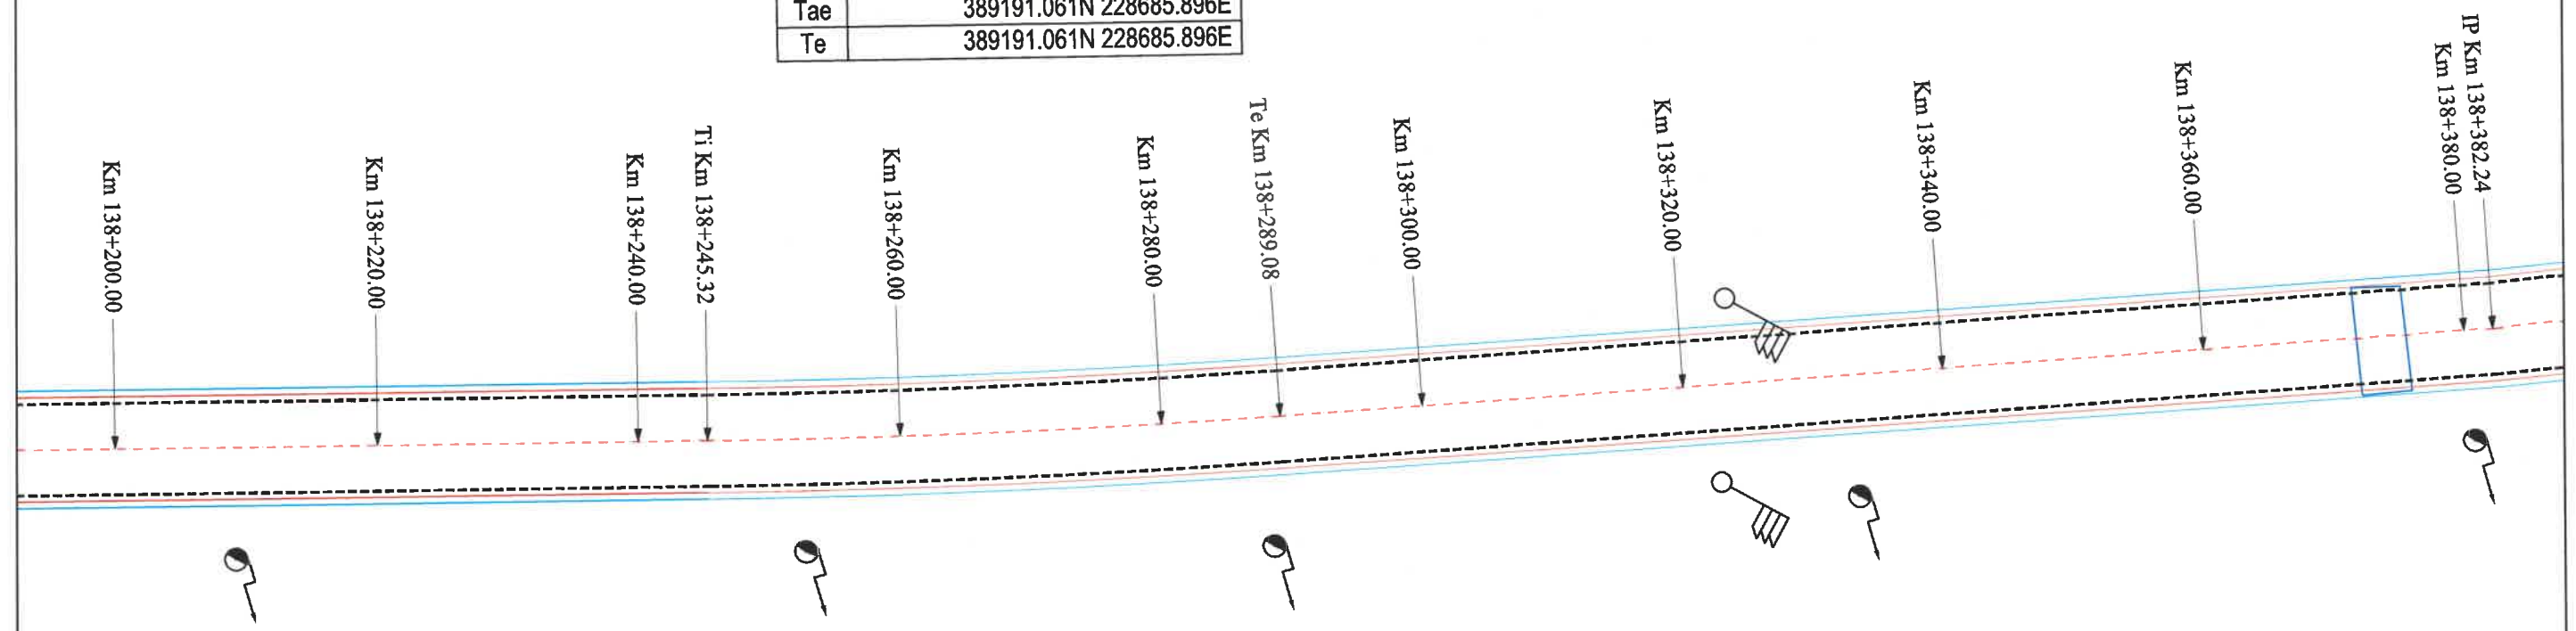 Tae 389191.061N 228685.896E
Te 389191.061N 228685.896E
Km 138+200.00
Km 138+220.00
Km 138+240.00
Ti Km 138+245.32
Km 138+260.00
Km 138+280.00
Te Km 138+289.08
Km 138+300.00
Km 138+320.00
Km 138+340.00
Km 138+360.00
Km 138+380.00
IP Km 138+382.24